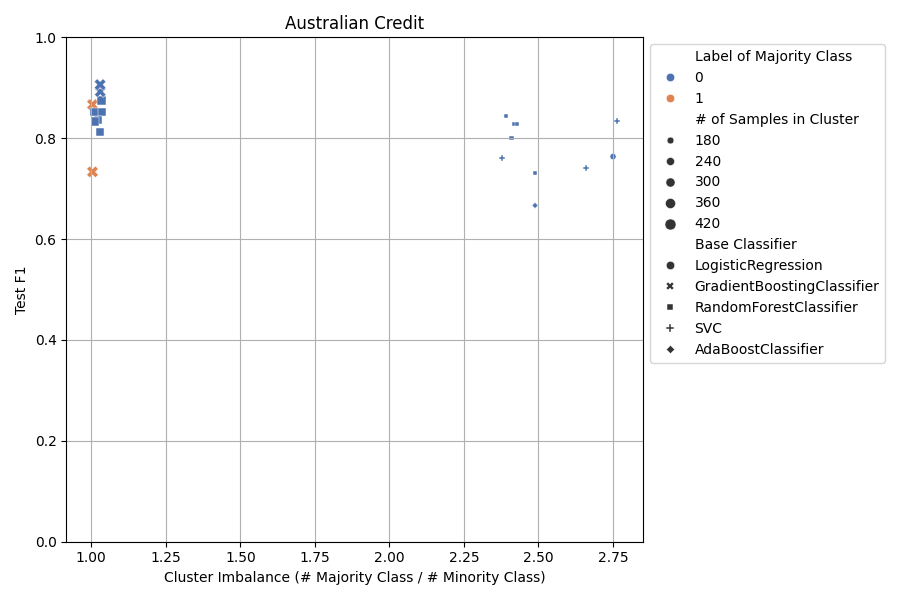 Australian Credit
1.0
0.8
0.6
0.4
0.2
0.0
Test F1
1.00 1.25 1.50 1.75 2.00 2.25 2.50 2.75
Cluster Imbalance (# Majority Class / # Minority Class)
Label of Majority Class
0
1
# of Samples in Cluster
180
240
300
360
420
Base Classifier
LogisticRegression
GradientBoostingClassifier
RandomForestClassifier
SVC
AdaBoostClassifier